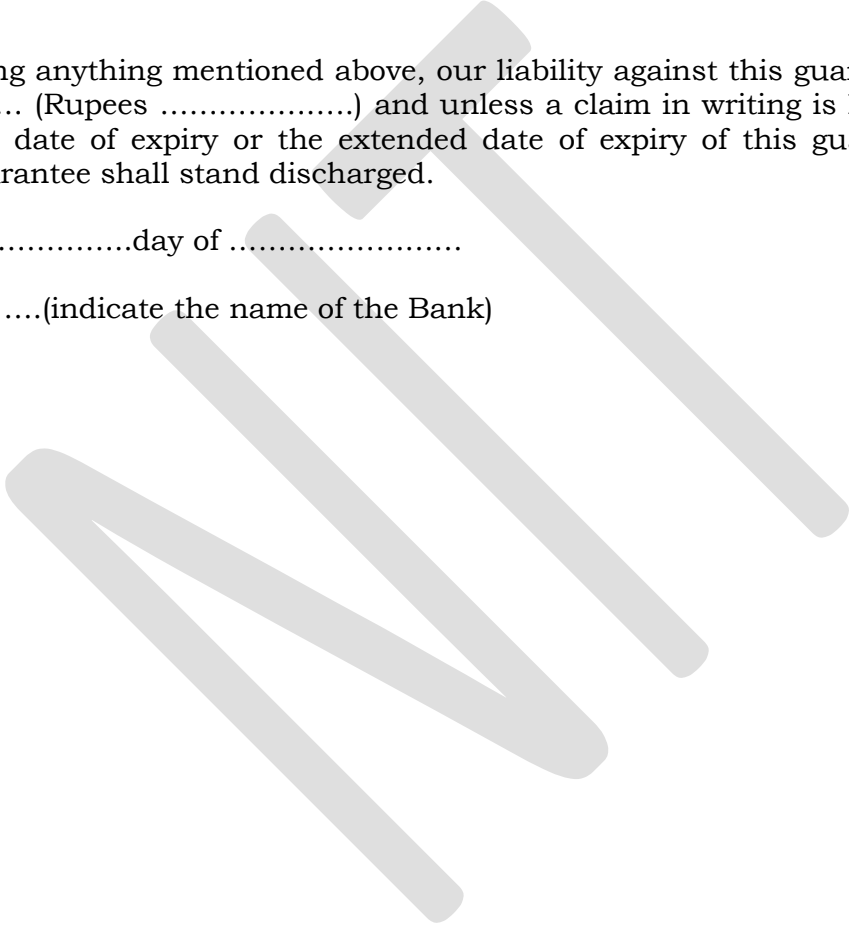 ng anything mentioned above, our liability against this guar
… (Rupees ………………….) and unless a claim in writing is
date of expiry or the extended date of expiry of this gu
rantee shall stand discharged.
……………day of ……………………
….(indicate the name of the Bank)
NIT